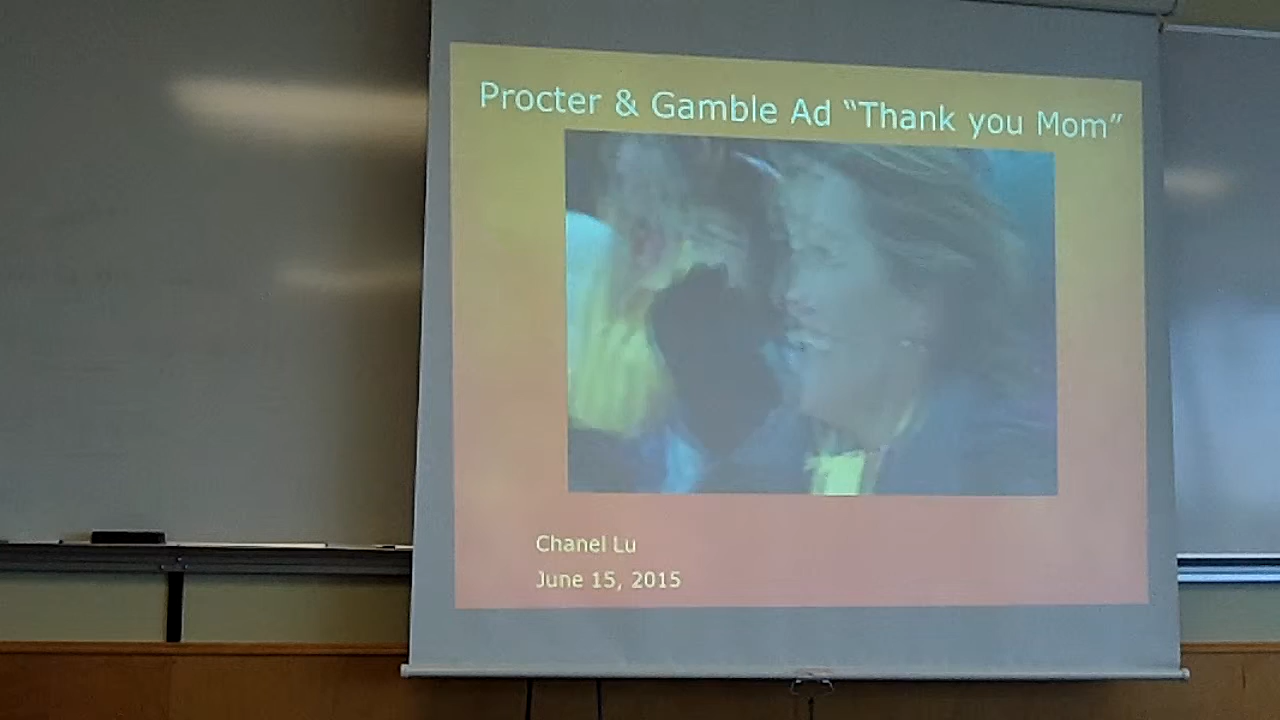 Procter & Gamble Ad “Thank you Mom”
Chanel Lu
June 15, 2015